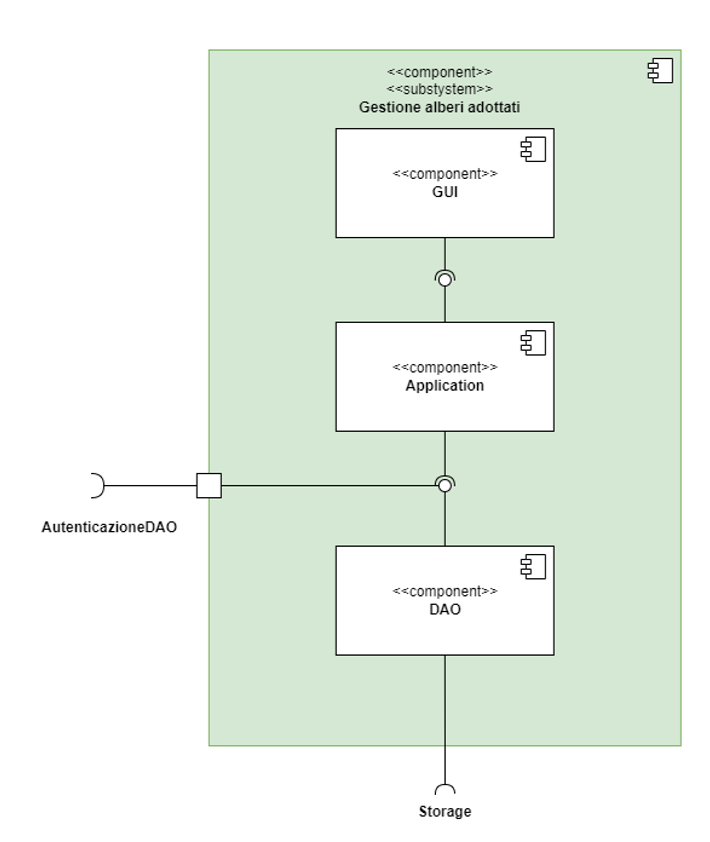 <<component>>
<<substystem>>
Gestione alberi adottati
<<component>>
GUI
<<component>>
Application
AutenticazioneDAO
<<component>>
DAO
Storage